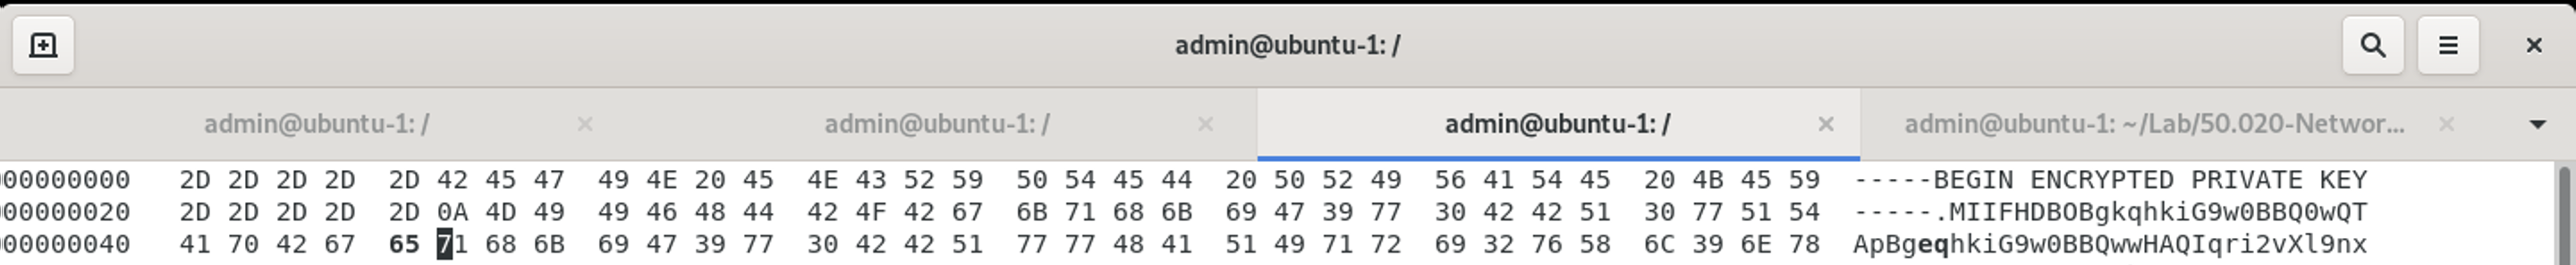 admin@ubuntu-1: /
admin@ubuntu-1: / admin@ubuntu-1: / admin@ubuntu-1: / admin@ubuntu-1: ~/Lab/50.020-Networ...
00000000 2D 2D 2D 2D 2D 42 45 47 49 4E 20 45 4E 43 52 59 50 54 45 44 20 50 52 49 56 41 54 45 20 4B 45 59 -----BEGIN ENCRYPTED PRIVATE KEY
00000020 2D 2D 2D 2D 2D 0A 4D 49 49 46 48 44 42 4F 42 67 6B 71 68 6B 69 47 39 77 30 42 42 51 30 77 51 54 -----.MIIFHDBOBgkqhkiG9w0BBQ0wQT
00000040 41 70 42 67 65 71 68 6B 69 47 39 77 30 42 42 51 77 77 48 41 51 49 71 72 69 32 76 58 6C 39 6E 78 ApBgeqhkiG9w0BBQwwHAQIqri2vXl9nx